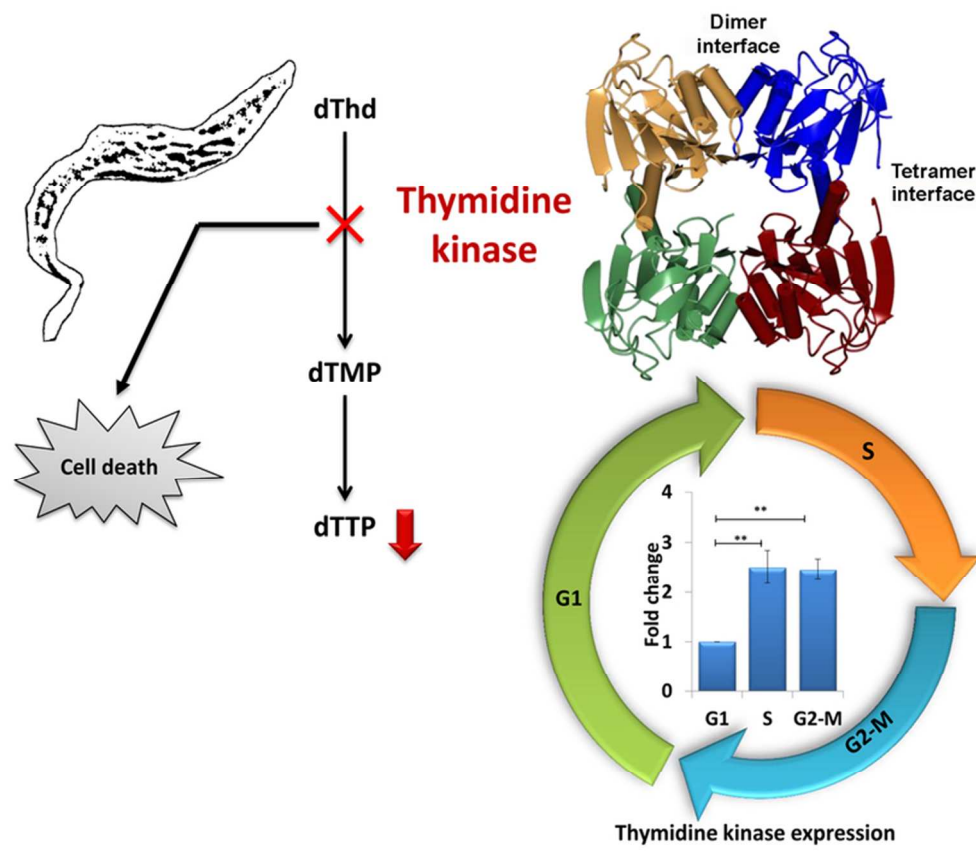 dThd
Thymidine
kinase
dTMP
dTTP
Cell death
Dimer
interface
Tetramer
interface
G1
S
G2-M
4
3
2
1
0
Fold change
**
**
G1 S G2-M
Thymidine kinase expression